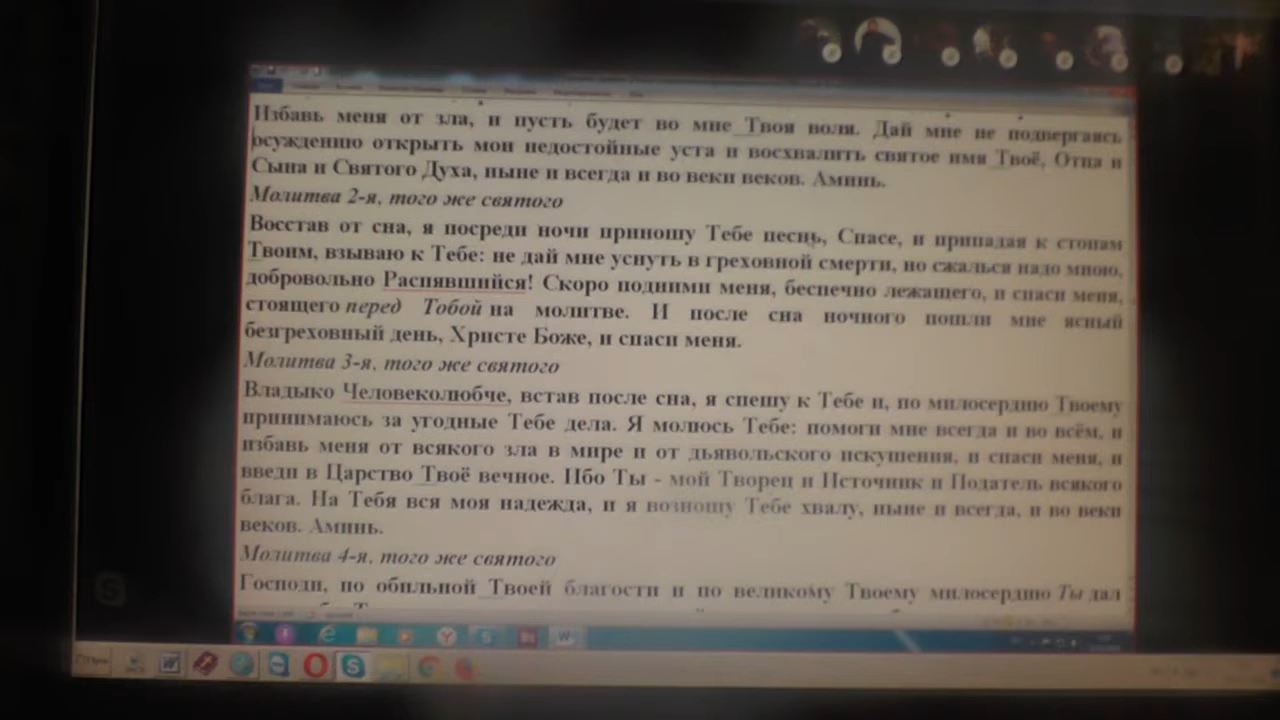 Избавь меня от зла, и пусть будет во мне Твоя воля. Дай мне не подвергаясь
осуждению открыть мои недостойные уста и восхвалить святое имя Твоё, Отца и
Сына и Святого Духа, ныне и всегда и во веки веков. Аминь.
Молитва 2-я, того же святого
Восстав от сна, я посреди ночи приношу Тебе песнь, Спасе, и припадая к стопам
Твоим, взываю к Тебе: не дай мне уснуть в греховной смерти, но сжалься надо мною,
добровольно Распявшийся! Скоро подними меня, беспечно лежащего, и спаси меня,
стоящего перед Тобой на молитве. И после сна ночного пошли мне ясный
безгреховный день, Христе Боже, и спаси меня.
Молитва 3-я, того же святого
Владыко Человеколюбче, встав после сна, я спешу к Тебе и, по милосердию Твоему
принимаюсь за угодные Тебе дела. Я молюсь Тебе: помоги мне всегда и во всём, и
избавь меня от всякого зла в мире и от дьявольского искушения, и спаси меня, и
введи в Царство Твоё вечное. Ибо Ты - мой Творец и Источник и Податель всякого
блага. На Тебя вся моя надежда, и я возношу Тебе хвалу, ныне и всегда, и во веки
веков. Аминь.
Молитва 4-я, того же святого
Господи, по обильной Твоей благости и по великому Твоему милосердию Ты дал